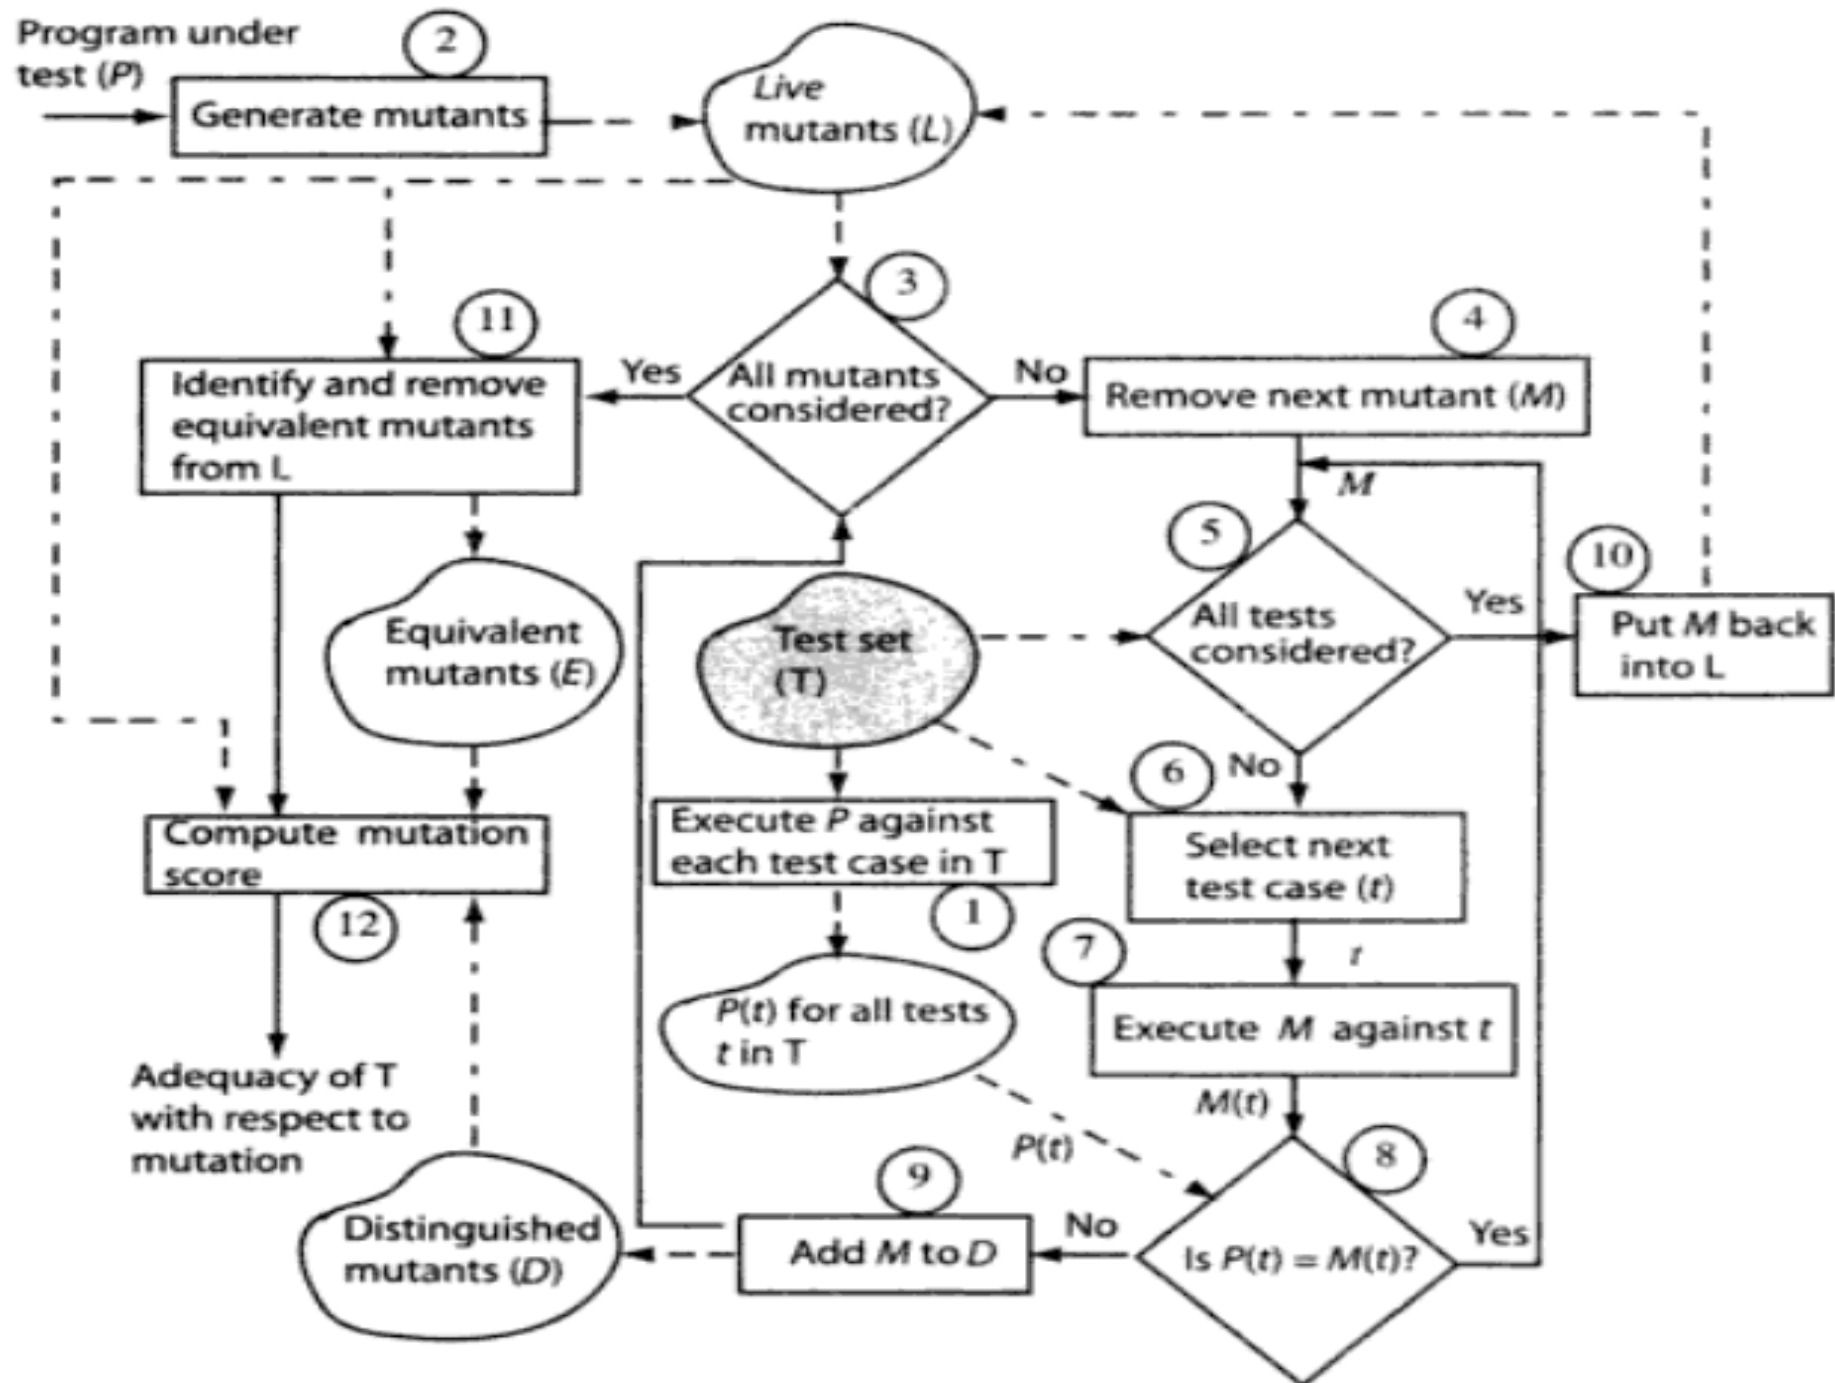 Program under
test (P)
2
Generate mutants
Live
mutants (L)
3
All mutants
considered?
Yes
No
11
Identify and remove
equivalent mutants
from L
4
Remove next mutant (M)
M
5
All tests
considered?
Yes
No
10
Put M back
into L
Equivalent
mutants (E)
Test set
(T)
6
Select next
test case (t)
t
Execute P against
each test case in T
1
Compute mutation
score
12
7
Execute M against t
M(t)
P(t) for all tests
t in T
P(t)
8
Is P(t) = M(t)?
Yes
No
9
Add M to D
Distinguished
mutants (D)
Adequacy of T
with respect to
mutation